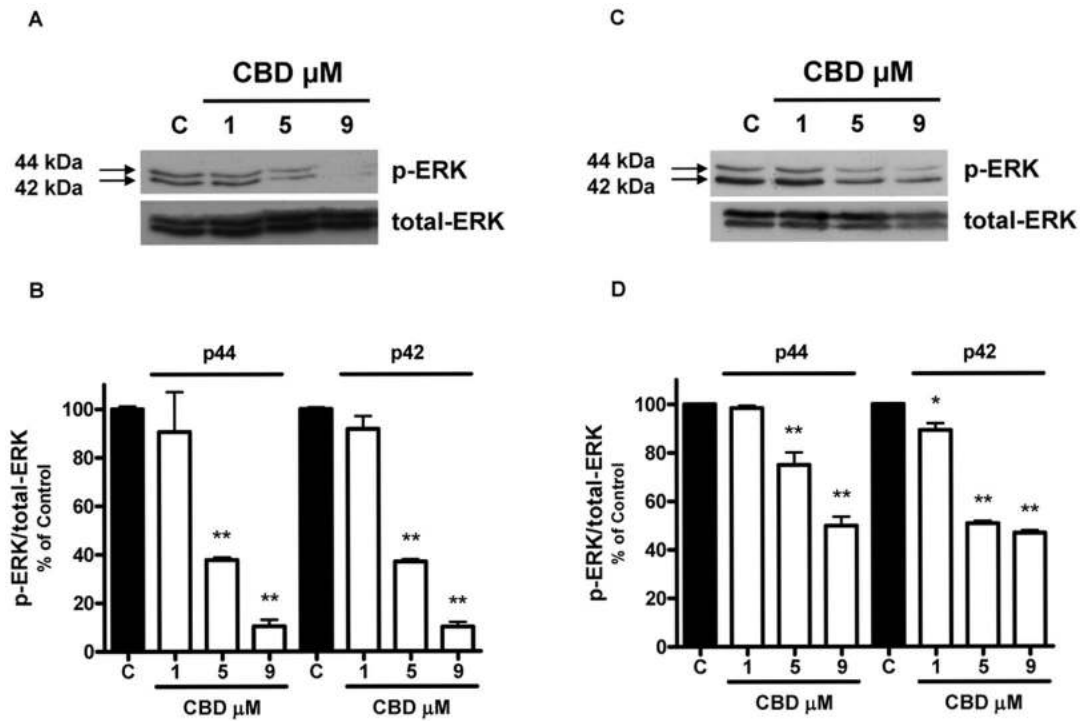 A
CBD µM
C 1 5 9
44 kDa
42 kDa
p-ERK
total-ERK
C
CBD µM
C 1 5 9
44 kDa
42 kDa
p-ERK
total-ERK
B
p44 p42
p-ERK/total-ERK
% of Control
100
80
60
40
20
0
** ** ** **
C 1 5 9 C 1 5 9
CBD µM CBD µM
D
p44 p42
p-ERK/total-ERK
% of Control
100
80
60
40
20
0
** ** * ** **
C 1 5 9 C 1 5 9
CBD µM CBD µM